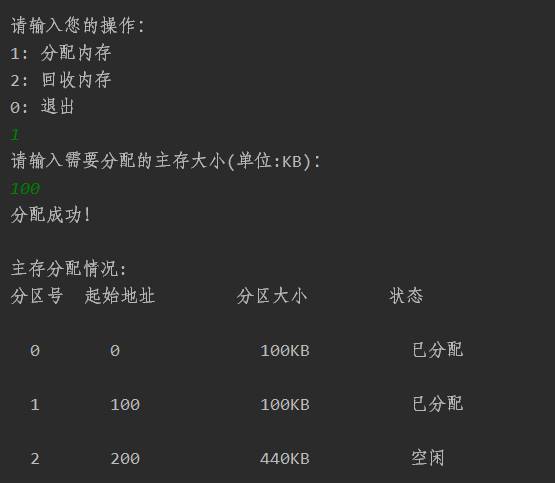 请输入您的操作:
1: 分配内存
2: 回收内存
0: 退出
1
请输入需要分配的主存大小(单位:KB):
100
分配成功!
主存分配情况:
分区号 起始地址 分区大小 状态
0 0 100KB 已分配
1 100 100KB 已分配
2 200 440KB 空闲